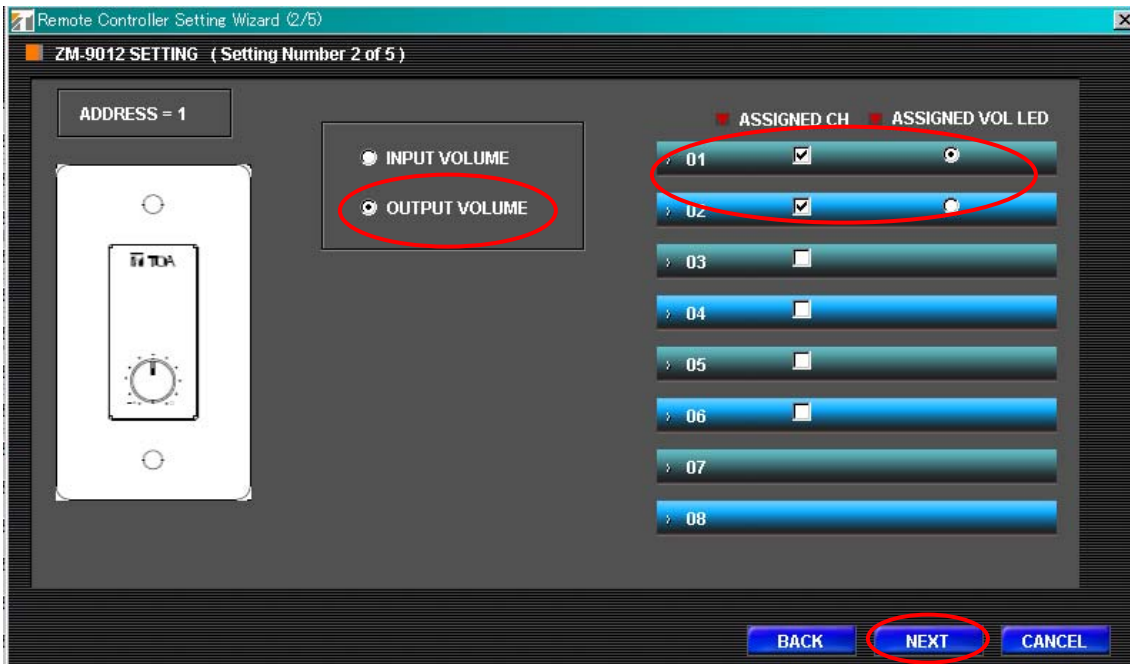 Remote Controller Setting Wizard (2/5)
ZM-9012 SETTING ( Setting Number 2 of 5 )
ADDRESS = 1
TOA
INPUT VOLUME
OUTPUT VOLUME
ASSIGNED CH ASSIGNED VOL LED
01
02
03
04
05
06
07
08
BACK NEXT CANCEL